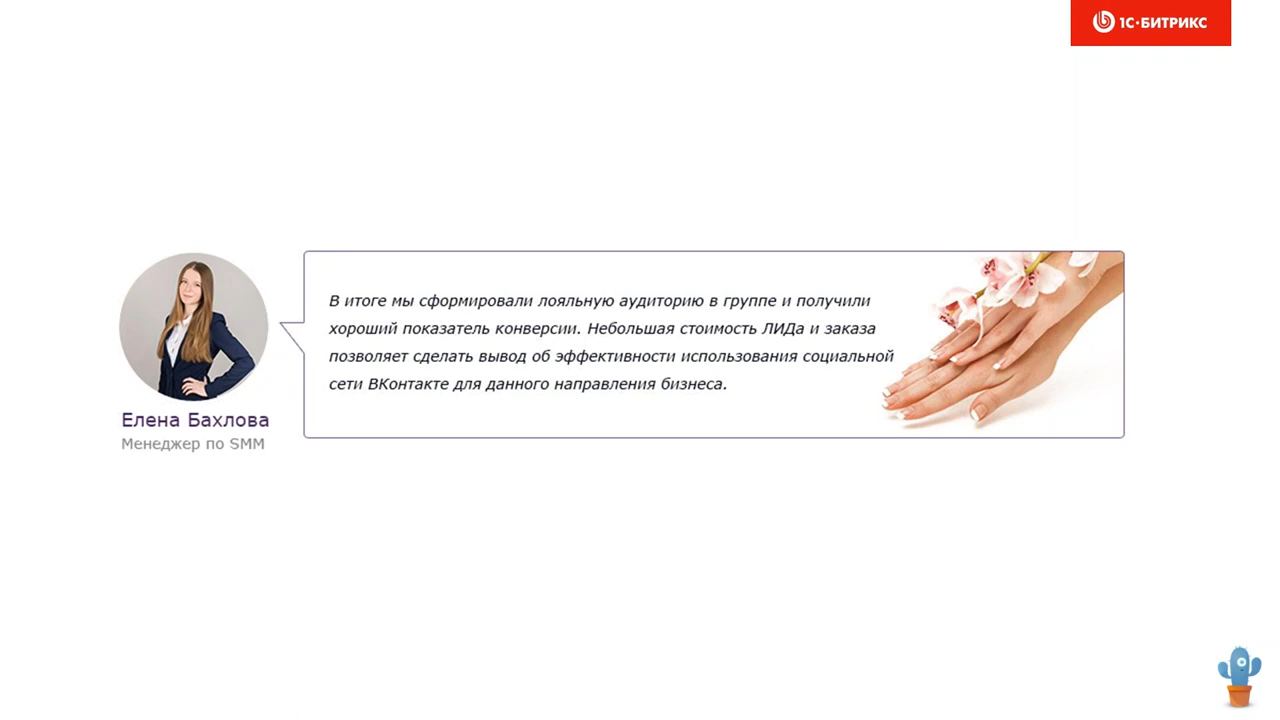 1С·БИТРИКС
В итоге мы сформировали лояльную аудиторию в группе и получили
хороший показатель конверсии. Небольшая стоимость ЛИДа и заказа
позволяет сделать вывод об эффективности использования социальной
сети ВКонтакте для данного направления бизнеса.
Елена Бахлова
Менеджер по SMM